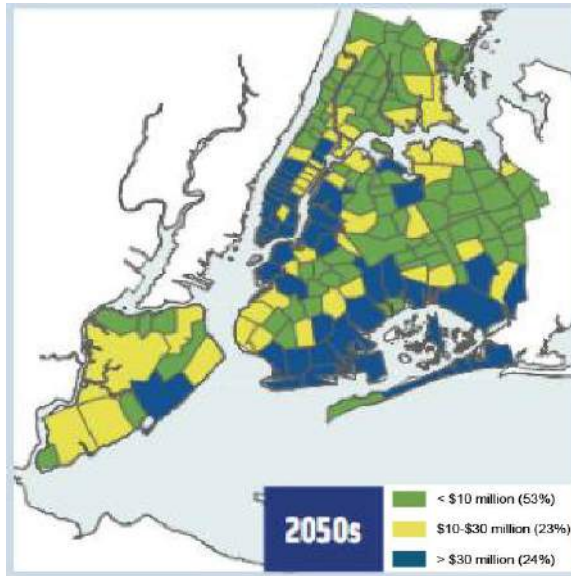 2050s
< $10 million (53%)
$10-$30 million (23%)
> $30 million (24%)